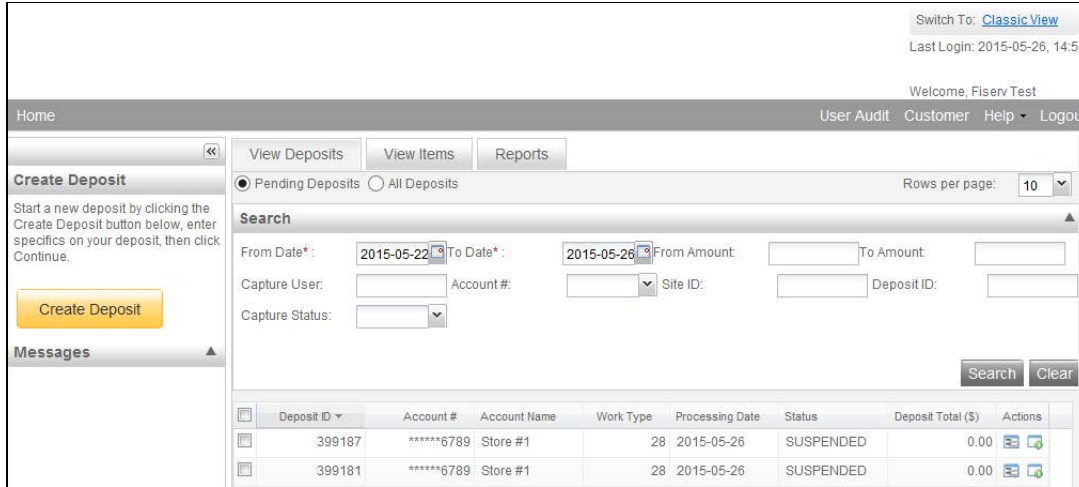 Switch To: Classic View
Last Login: 2015-05-26, 14:5
Welcome, Fiserv Test
Home User Audit Customer Help Logou
View Deposits View Items Reports
Create Deposit
Pending Deposits All Deposits Rows per page: 10
Start a new deposit by clicking the
Create Deposit button below, enter
specifics on your deposit, then click
Continue.
Create Deposit
Messages
Search
From Date* : 2015-05-22 To Date* : 2015-05-26 From Amount: To Amount:
Capture User: Account #: Site ID: Deposit ID:
Capture Status:
Search Clear
Deposit ID Account # Account Name Work Type Processing Date Status Deposit Total ($) Actions
399187 ******6789 Store #1 28 2015-05-26 SUSPENDED 0.00
399181 ******6789 Store #1 28 2015-05-26 SUSPENDED 0.00